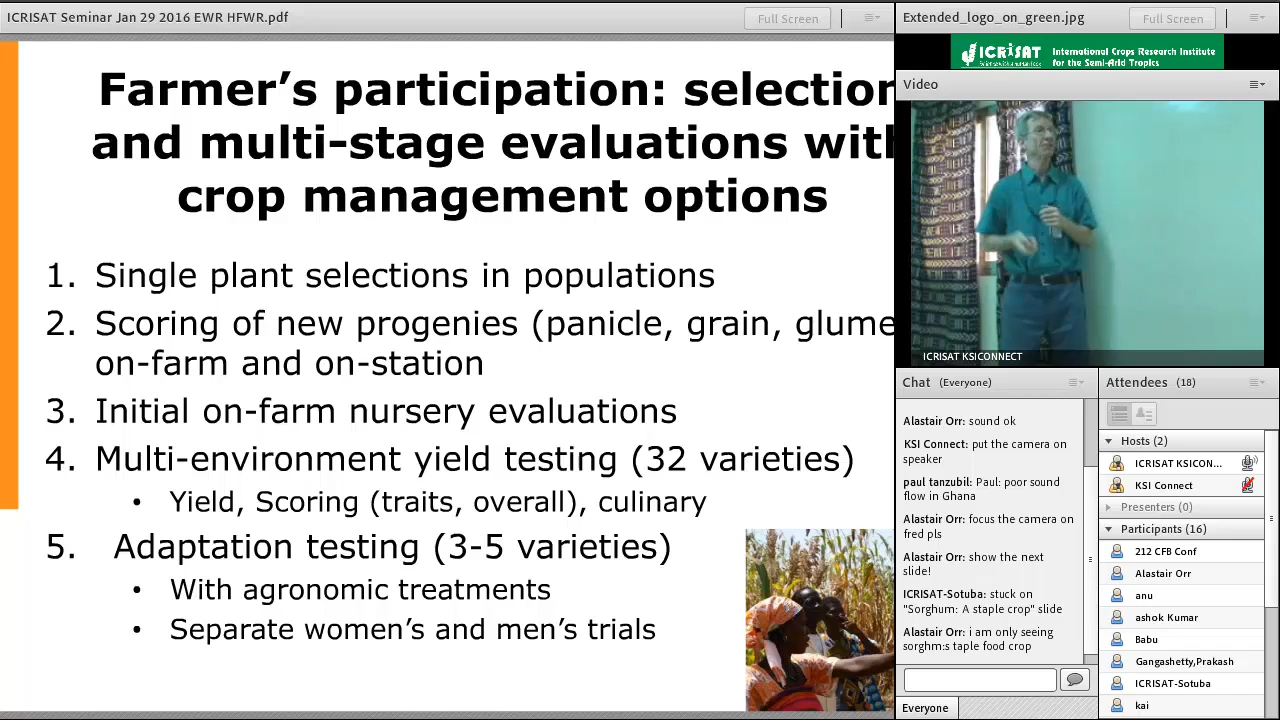 ICRISAT Seminar Jan 29 2016 EWR HFWR.pdf
Full Screen
Farmer’s participation: selection
and multi-stage evaluations with
crop management options
1. Single plant selections in populations
2. Scoring of new progenies (panicle, grain, glume
on-farm and on-station
3. Initial on-farm nursery evaluations
4. Multi-environment yield testing (32 varieties)
• Yield, Scoring (traits, overall), culinary
5. Adaptation testing (3-5 varieties)
• With agronomic treatments
• Separate women’s and men’s trials
Extended_logo_on_green.jpg
Full Screen
ICRISAT
International Crops Research Institute
for the Semi-Arid Tropics
Video
ICRISAT KSICONNECT
Chat (Everyone)
Alastair Orr: sound ok
KSI Connect: put the camera on
speaker
paul tanzubil: Paul: poor sound
flow in Ghana
Alastair Orr: focus the camera on
fred pls
Alastair Orr: show the next
slide!
ICRISAT-Sotuba: stuck on
"Sorghum: A staple crop" slide
Alastair Orr: i am only seeing
sorghm:s taple food crop
Everyone
Attendees (18)
Hosts (2)
ICRISAT KSICON...
KSI Connect
Presenters (0)
Participants (16)
212 CFB Conf
Alastair Orr
anu
ashok Kumar
Babu
Gangashetty,Prakash
ICRISAT-Sotuba
kai